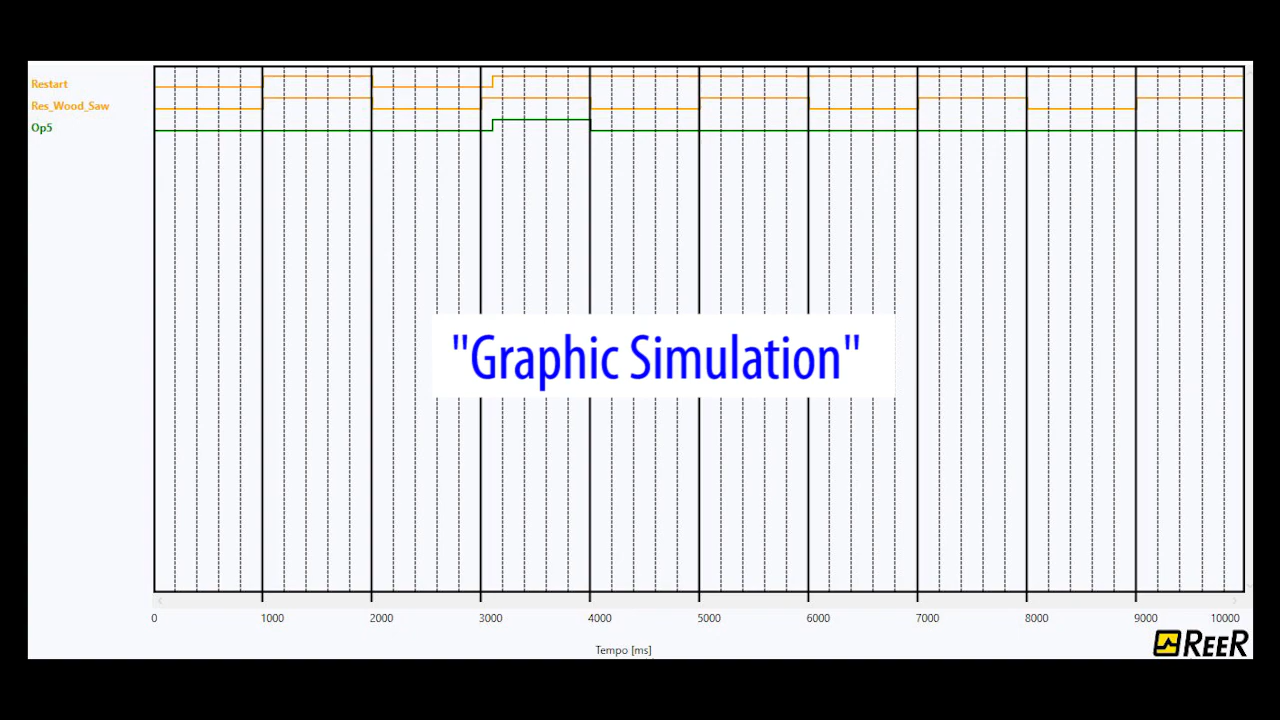 Restart
Res_Wood_Saw
Op5
"Graphic Simulation"
0 1000 2000 3000 4000 5000 6000 7000 8000 9000 10000
Tempo [ms]
REER